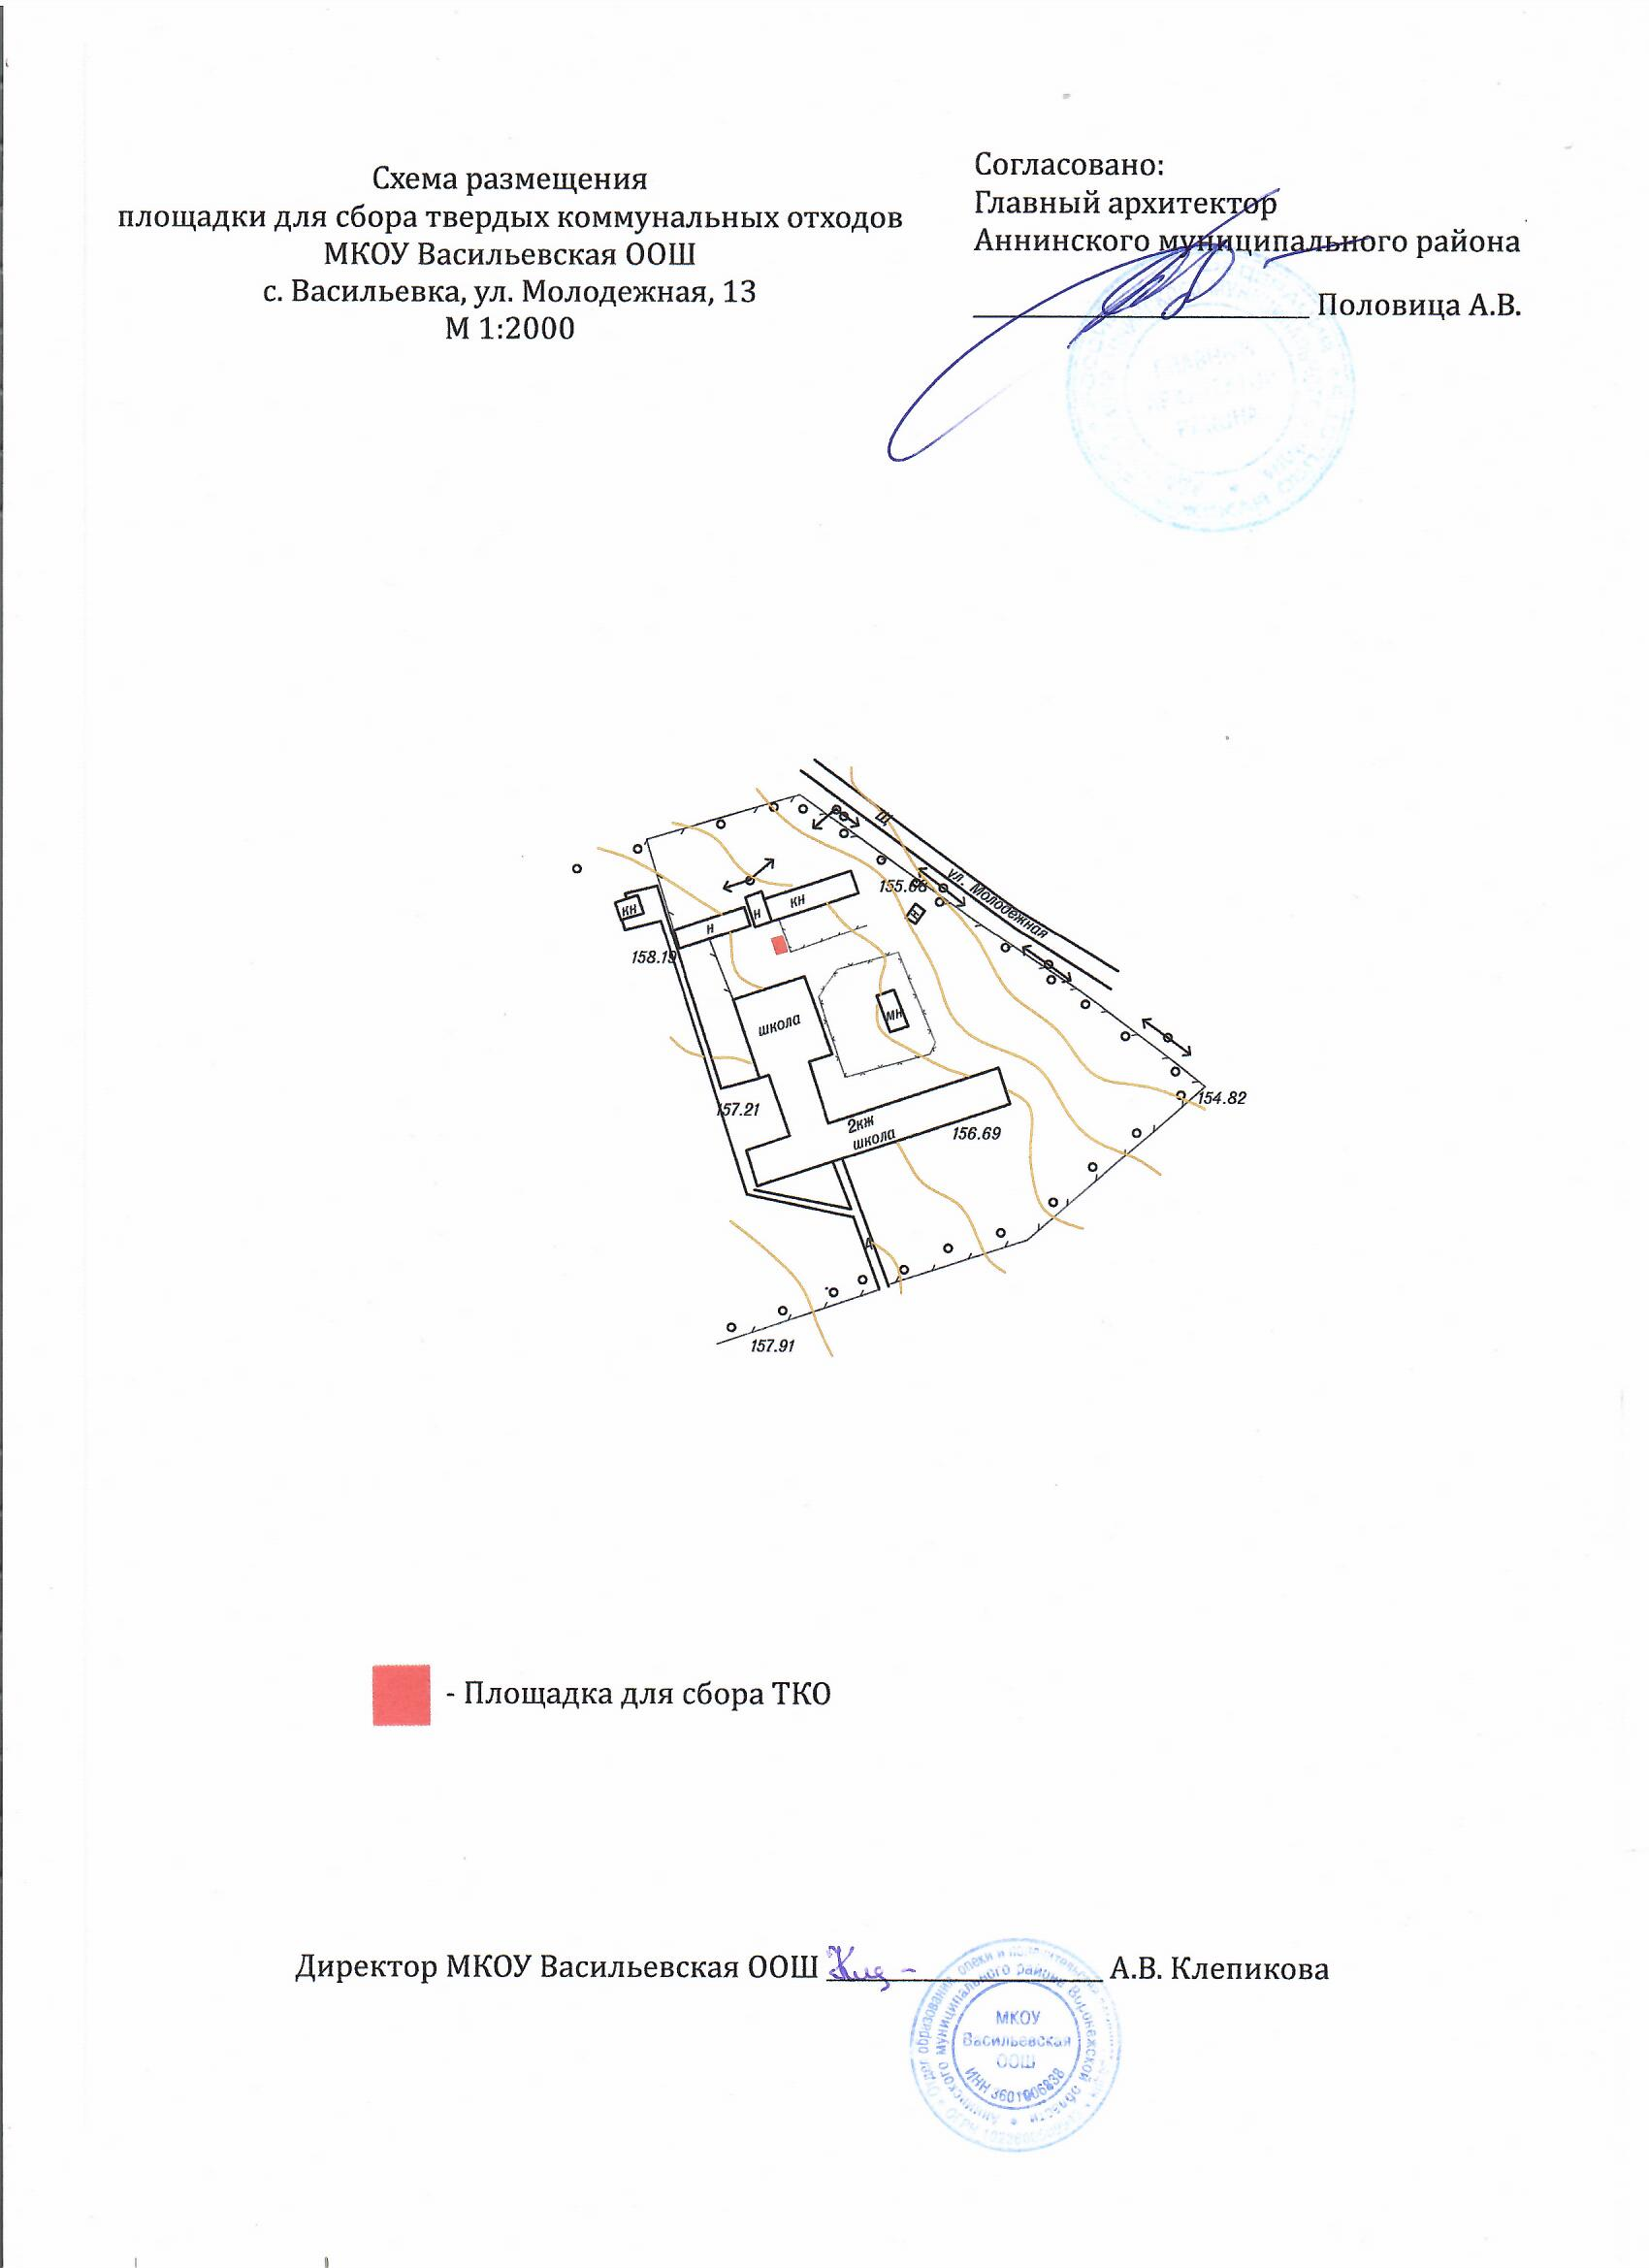 Схема размещения
площадки для сбора твердых коммунальных отходов
МКОУ Васильевская ООШ
с. Васильевка, ул. Молодежная, 13
М 1:2000
Согласовано:
Главный архитектор
Аннинского муниципального района
Половица А.В.
Щ
ул. Молодежная
155.68
кн
н
н
кн
н
158.19
школа
мн
157.21
2кж
школа
156.69
154.82
А
157.91
- Площадка для сбора ТКО
Директор МКОУ Васильевская ООШ А.В. Клепикова
МКОУ
Васильевская
ООШ